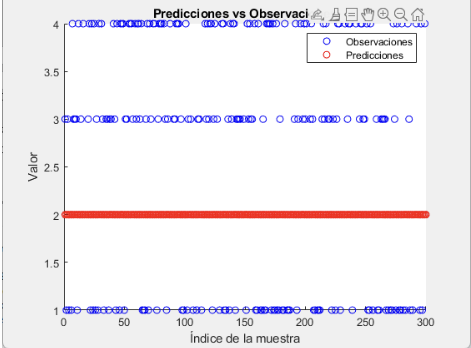 Predicciones vs Observaci
4
Observaciones
Predicciones
3.5
3
2.5
Valor
2
1.5
1
0 50 100 150 200 250 300
Índice de la muestra